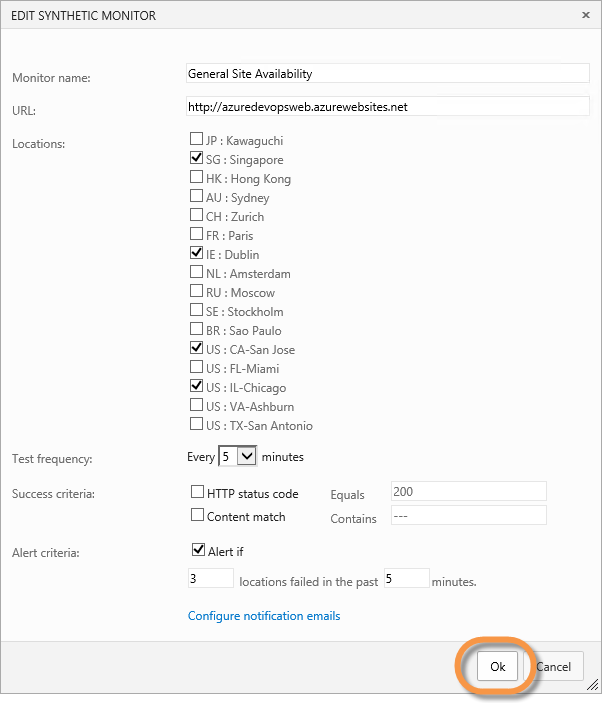 EDIT SYNTHETIC MONITOR ×
Monitor name: General Site Availability
URL: http://azuredevopsweb.azurewebsites.net
Locations:
JP : Kawaguchi
SG : Singapore
HK : Hong Kong
AU : Sydney
CH : Zurich
FR : Paris
IE : Dublin
NL : Amsterdam
RU : Moscow
SE : Stockholm
BR : Sao Paulo
US : CA-San Jose
US : FL-Miami
US : IL-Chicago
US : VA-Ashburn
US : TX-San Antonio
Test frequency: Every 5 minutes
Success criteria: HTTP status code Equals 200
Content match Contains ---
Alert criteria: Alert if
3 locations failed in the past 5 minutes.
Configure notification emails
Ok Cancel